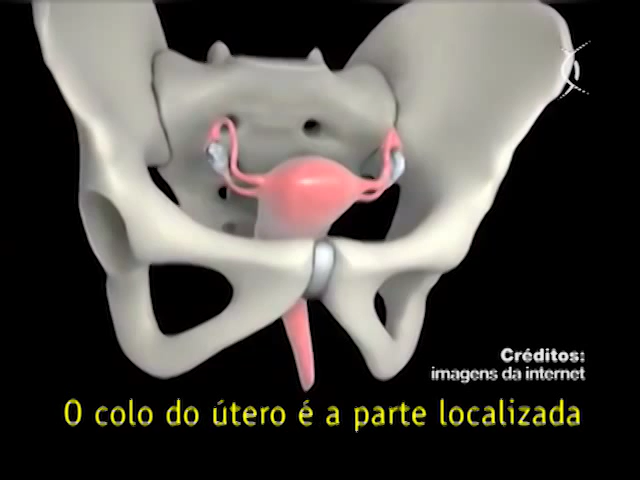 Créditos:
imagens da internet
O colo do útero é a parte localizada